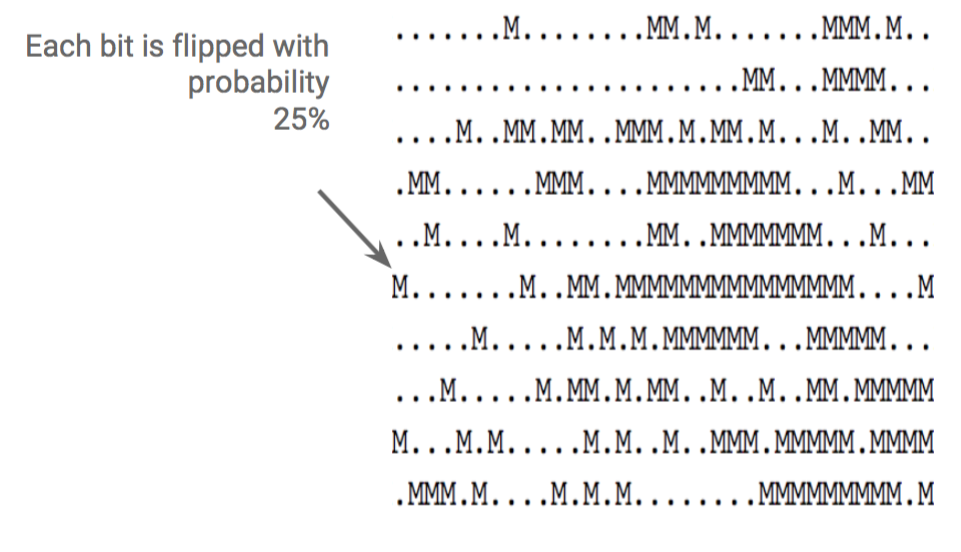 Each bit is flipped with
probability
25%
.......M........MM.M.......MMM.M..
......................MM...MMMM...
....M..MM.MM..MMM.M.MM.M...M..MM..
.MM......MMM....MMMMMMMMM...M...MM
..M....M........MM..MMMMMMM...M...
M.......M..MM.MMMMMMMMMMMMMMM....M
.....M.....M.M.M.MMMMMM...MMMMM...
...M.....M.MM.M.MM..M..M..MM.MMMMM
M...M.M.....M.M..M..MMM.MMMMM.MMMM
.MMM.M....M.M.M........MMMMMMMMM.M